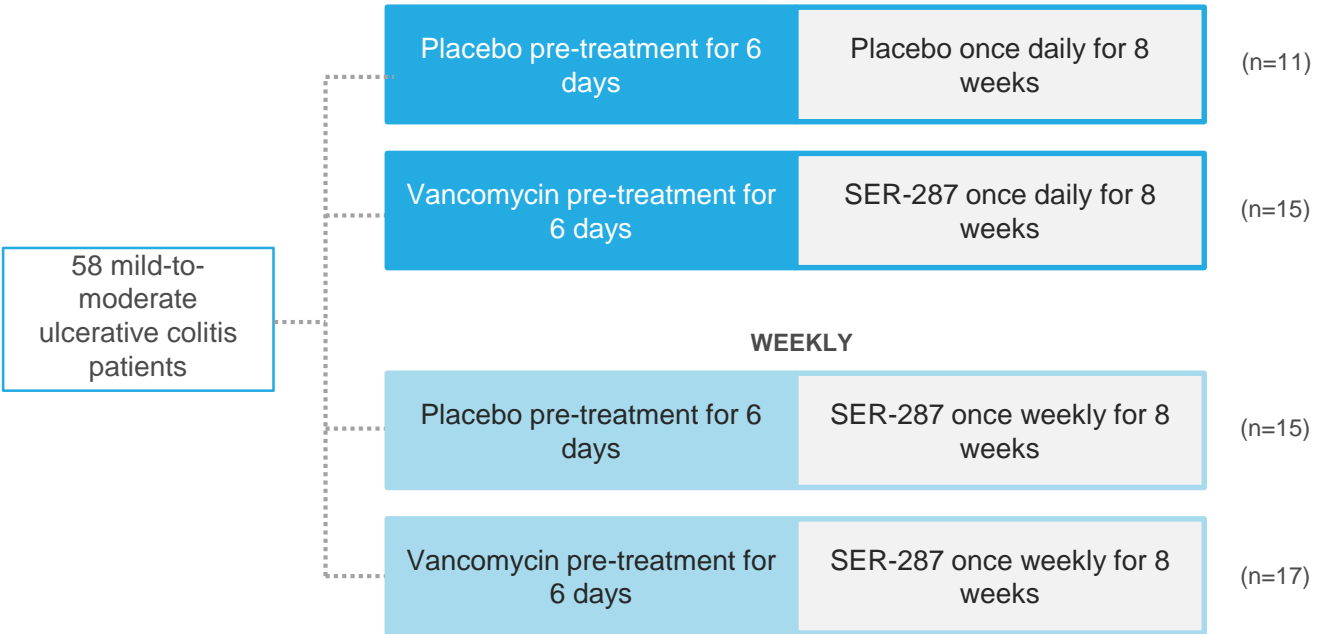 Placebo pre-treatment for 6
days
Placebo once daily for 8
weeks
(n=11)
Vancomycin pre-treatment for
6 days
SER-287 once daily for 8
weeks
(n=15)
58 mild-to-
moderate
ulcerative colitis
patients
WEEKLY
Placebo pre-treatment for 6
days
SER-287 once weekly for 8
weeks
(n=15)
Vancomycin pre-treatment for
6 days
SER-287 once weekly for 8
weeks
(n=17)